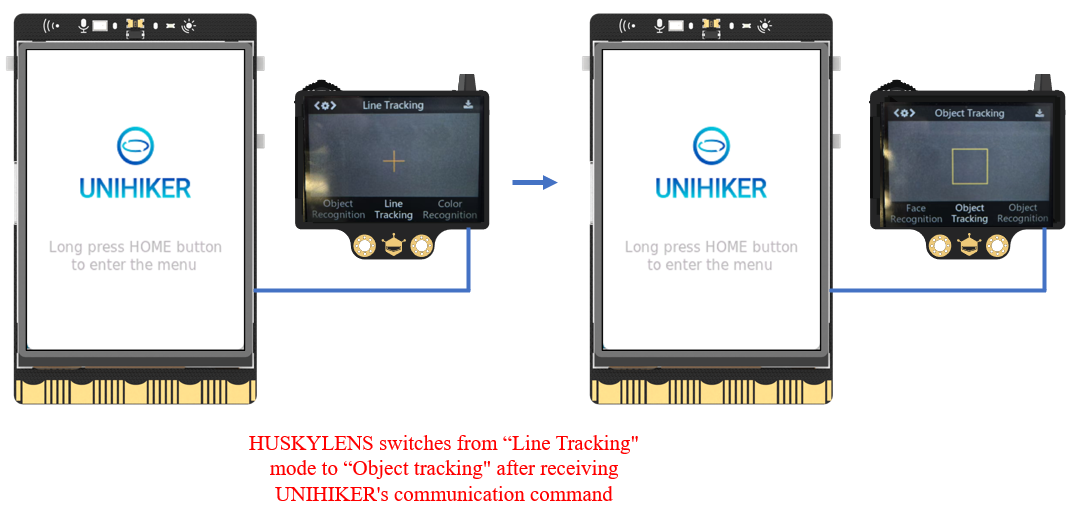 UNIHIKER
Long press HOME button
to enter the menu
Line Tracking
Object
Recognition
Line
Tracking
Color
Recognition
UNIHIKER
Long press HOME button
to enter the menu
Object Tracking
Face
Recognition
Object
Tracking
Object
Recognition
HUSKYLENS switches from “Line Tracking"
mode to “Object tracking" after receiving
UNIHIKER's communication command